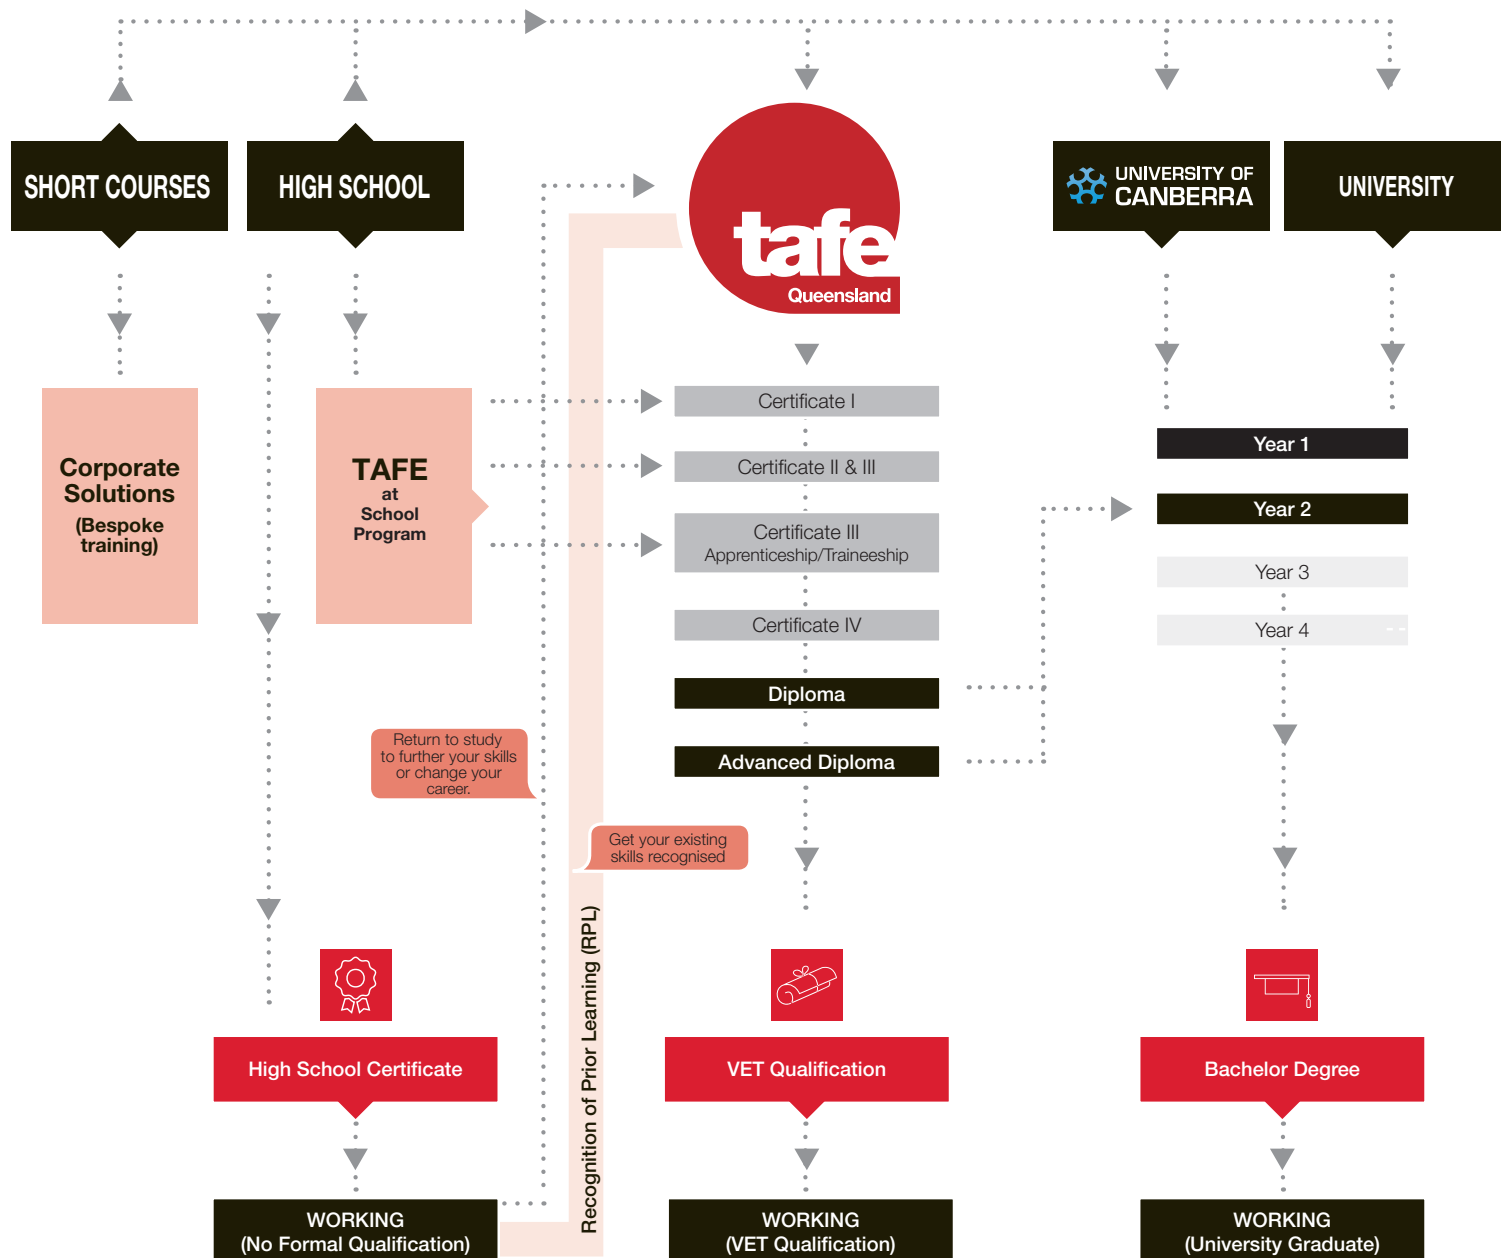 SHORT COURSES
HIGH SCHOOL
tafe
Queensland
UNIVERSITY OF
CANBERRA
UNIVERSITY
Corporate
Solutions
(Bespoke
training)
TAFE
at
School
Program
Certificate I
Certificate II & III
Certificate III
Apprenticeship/Traineeship
Certificate IV
Diploma
Advanced Diploma
Year 1
Year 2
Year 3
Year 4
Return to study
to further your skills
or change your
career.
Get your existing
skills recognised
Recognition of Prior Learning (RPL)
High School Certificate
VET Qualification
Bachelor Degree
WORKING
(No Formal Qualification)
WORKING
(VET Qualification)
WORKING
(University Graduate)